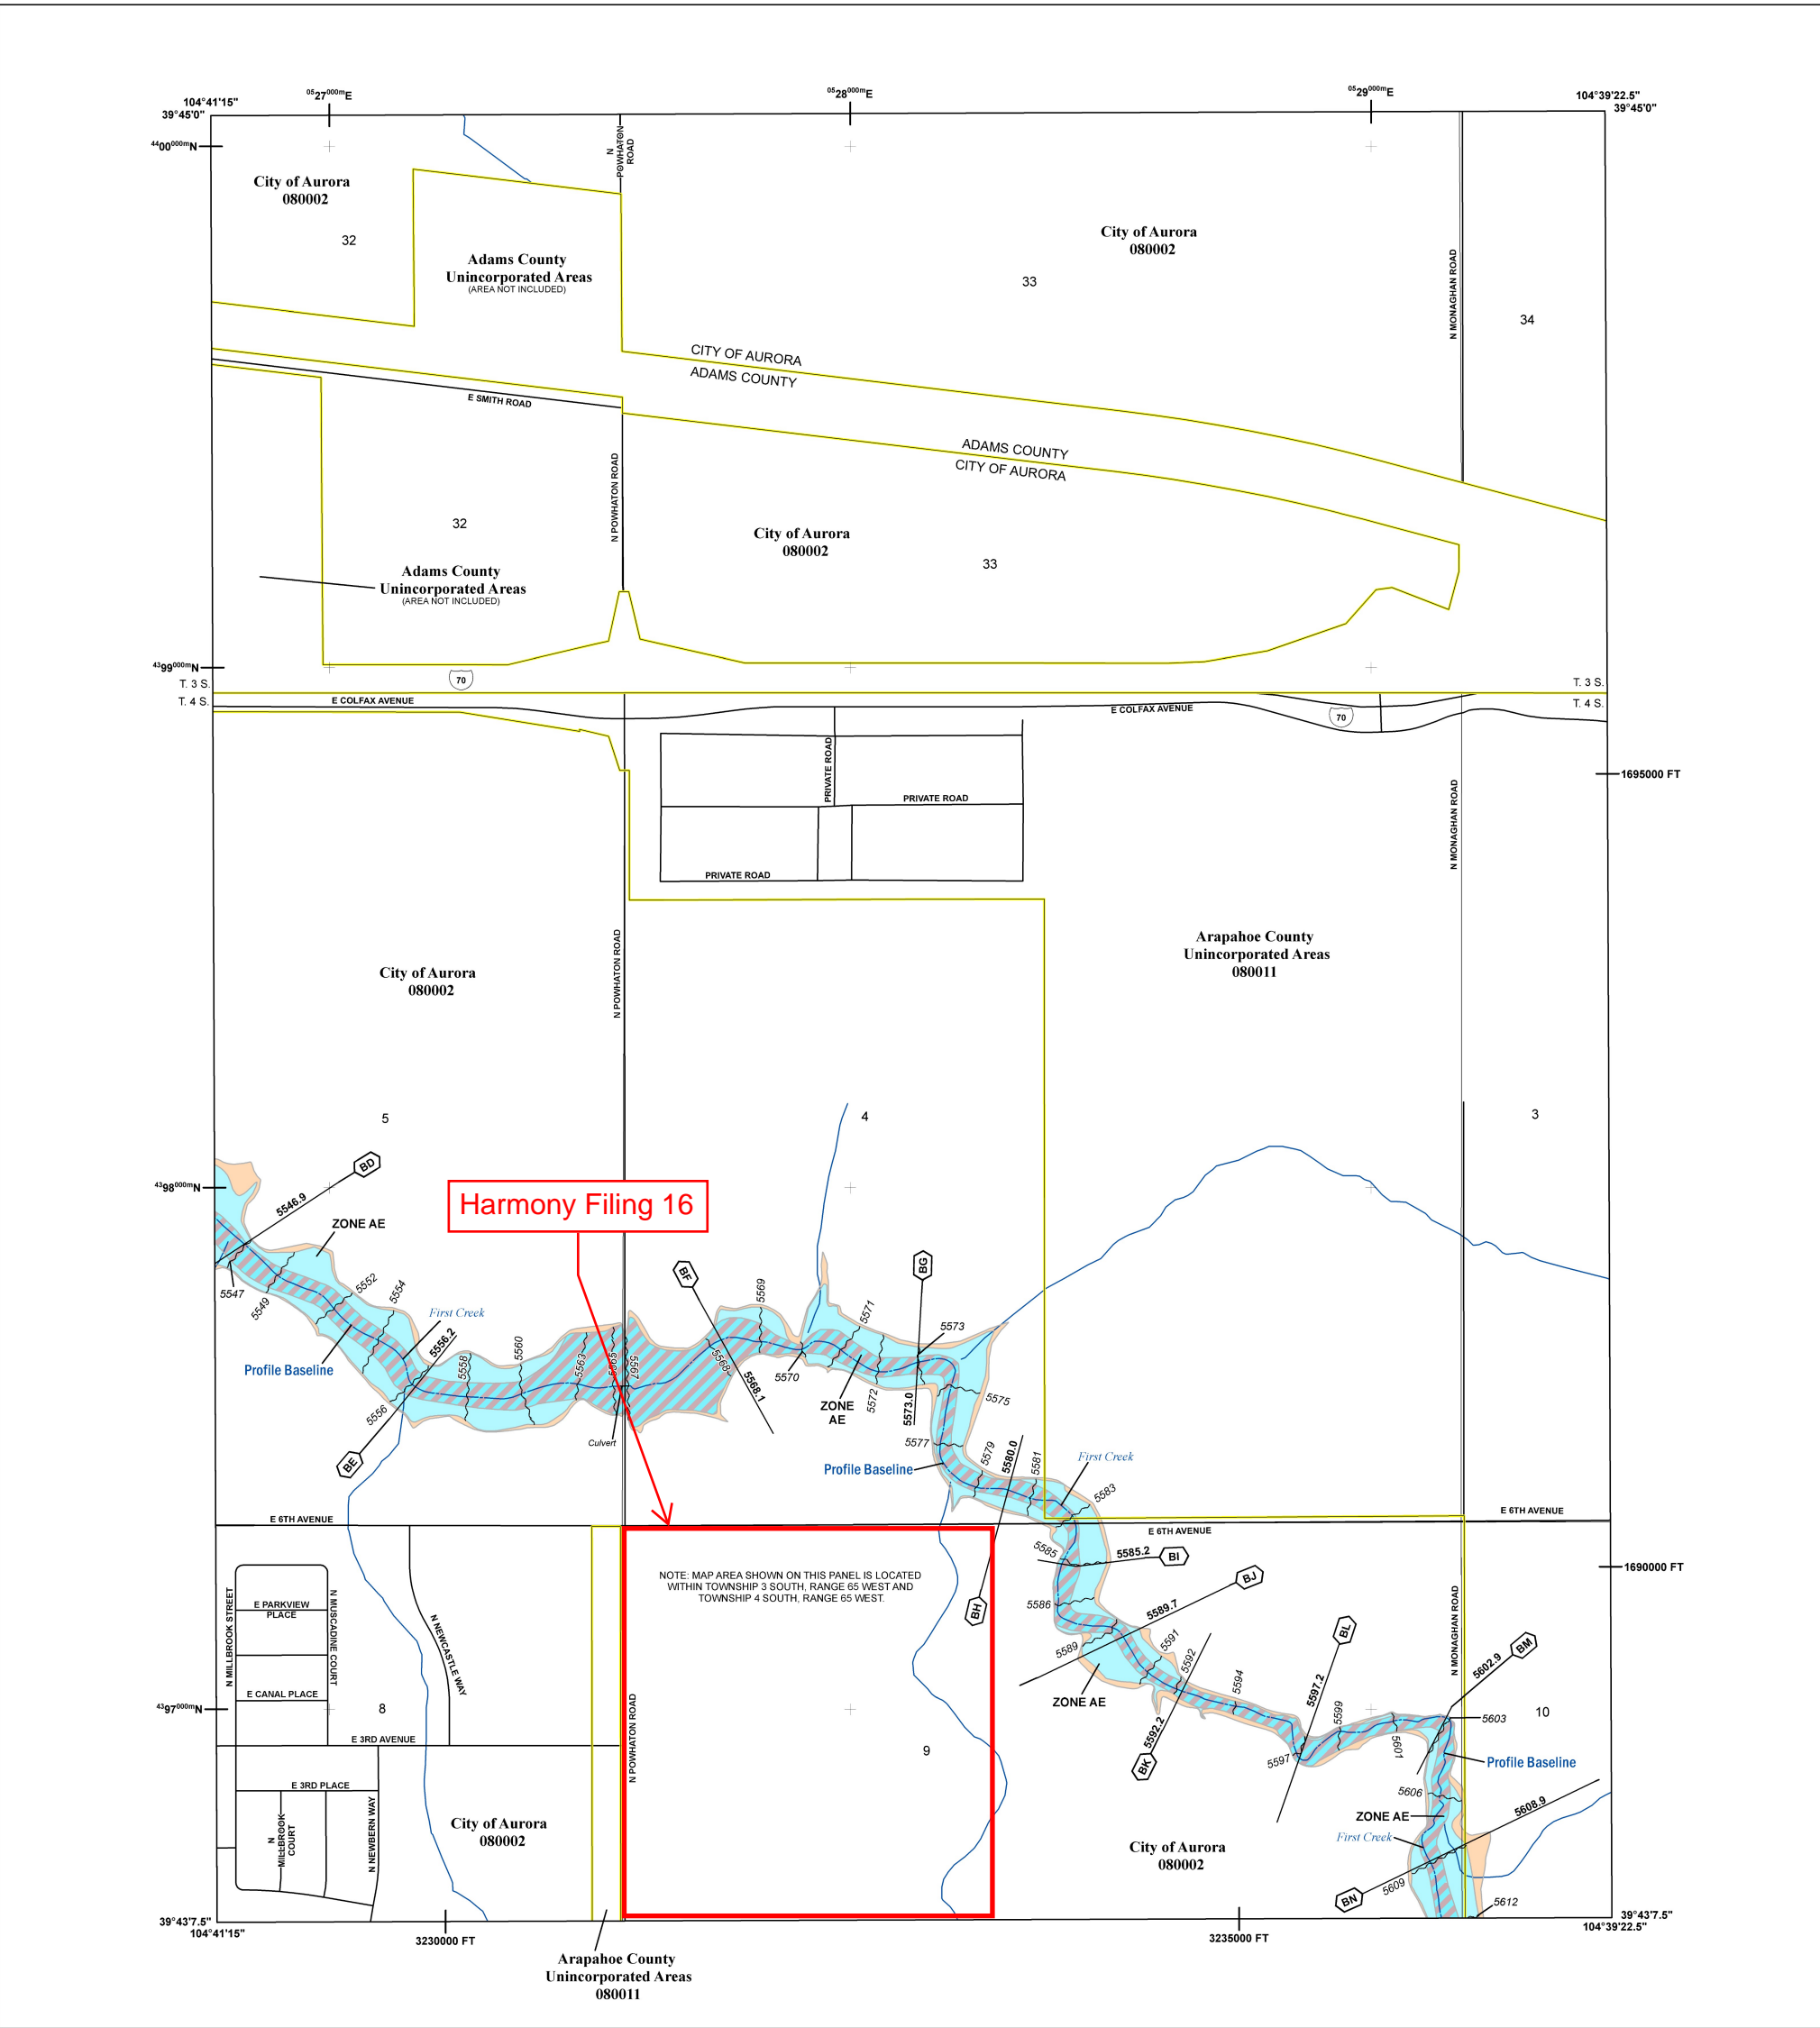 104°41'15"
39°45'0"
0527000mE
0528000mE
0529000mE
104°39'22.5"
39°45'0"
4400000mN
N
POWHATON
ROAD
City of Aurora
080002
32
Adams County
Unincorporated Areas
(AREA NOT INCLUDED)
City of Aurora
080002
33
N MONAGHAN ROAD
34
CITY OF AURORA
ADAMS COUNTY
E SMITH ROAD
ADAMS COUNTY
CITY OF AURORA
N POWHATON ROAD
32
City of Aurora
080002
33
Adams County
Unincorporated Areas
(AREA NOT INCLUDED)
4399000mN
70
T. 3 S.
T. 4 S.
T. 3 S.
T. 4 S.
E COLFAX AVENUE
E COLFAX AVENUE
70
PRIVATE ROAD
PRIVATE ROAD
PRIVATE ROAD
1695000 FT
N MONAGHAN ROAD
N POWHATON ROAD
City of Aurora
080002
Arapahoe County
Unincorporated Areas
080011
5
4
3
BD
4398000mN
5546.9
ZONE AE
Harmony Filing 16
BF
BG
5547
5549
5552
5554
First Creek
5556.2
5558
5560
5563
5565
5567
5568
5568.1
5569
5570
5571
5572
5573
5573.0
5575
Profile Baseline
5556
BE
Culvert
ZONE
AE
5577
Profile Baseline
5579
5580.0
5581
First Creek
5583
E 6TH AVENUE
E 6TH AVENUE
E 6TH AVENUE
5585
5585.2
BI
1690000 FT
NOTE: MAP AREA SHOWN ON THIS PANEL IS LOCATED
WITHIN TOWNSHIP 3 SOUTH, RANGE 65 WEST AND
TOWNSHIP 4 SOUTH, RANGE 65 WEST.
N MILLBROOK STREET
E PARKVIEW
PLACE
N MUSCADINE COURT
N NEWCASTLE WAY
E CANAL PLACE
BH
5586
BJ
5589.7
5589
5591
5592
BL
BM
5602.9
N MONAGHAN ROAD
ZONE AE
5594
5597.2
5599
5603
10
4397000mN
8
E 3RD AVENUE
N POWHATON ROAD
9
5592.2
BK
5597
5601
Profile Baseline
E 3RD PLACE
5606
5608.9
ZONE AE
N
MILLBROOK
COURT
N NEWBERN WAY
City of Aurora
080002
First Creek
City of Aurora
080002
BN
5609
5612
39°43'7.5"
104°41'15"
3230000 FT
3235000 FT
39°43'7.5"
104°39'22.5"
Arapahoe County
Unincorporated Areas
080011